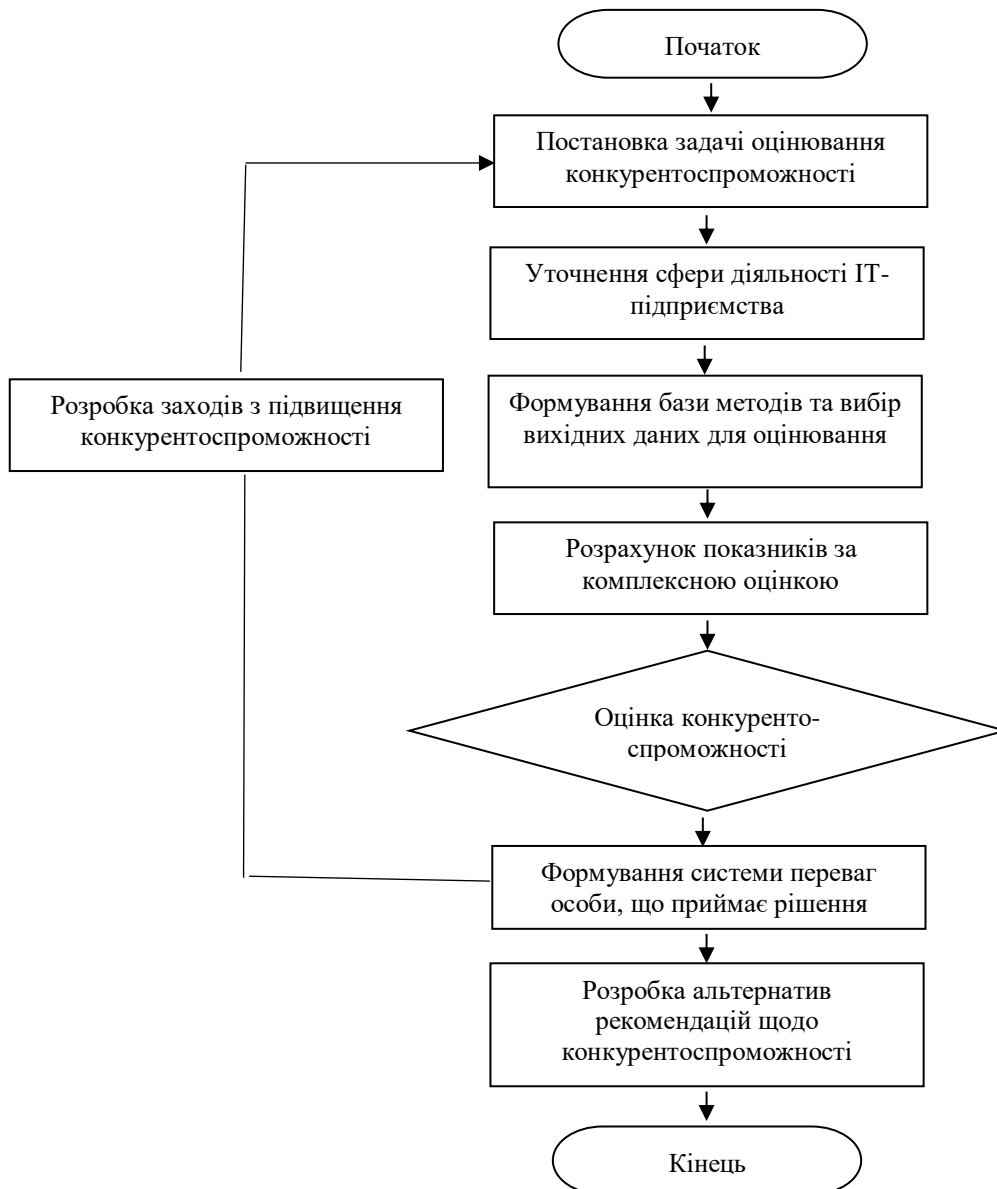 Початок
Постановка задачі оцінювання
конкурентоспроможності
Уточнення сфери діяльності ІТ-
підприємства
Розробка заходів з підвищення
конкурентоспроможності
Формування бази методів та вибір
вихідних даних для оцінювання
Розрахунок показників за
комплексною оцінкою
Оцінка конкуренто-
спроможності
Формування системи переваг
особи, що приймає рішення
Розробка альтернатив
рекомендацій щодо
конкурентоспроможності
Кінець